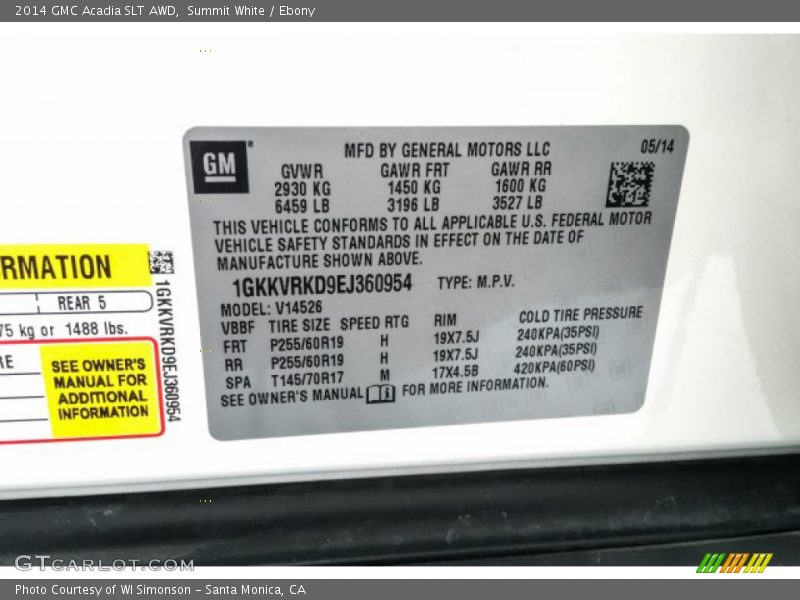 2014 GMC Acadia SLT AWD, Summit White / Ebony
GM
MFD BY GENERAL MOTORS LLC 05/14
GVWR GAWR FRT GAWR RR
2930 KG 1450 KG 1600 KG
6459 LB 3196 LB 3527 LB
THIS VEHICLE CONFORMS TO ALL APPLICABLE U.S. FEDERAL MOTOR
VEHICLE SAFETY STANDARDS IN EFFECT ON THE DATE OF
MANUFACTURE SHOWN ABOVE.
1GKKVRKD9EJ360954 TYPE: M.P.V.
MODEL: V14526
VBBF TIRE SIZE SPEED RTG RIM COLD TIRE PRESSURE
FRT P255/60R19 H 19X7.5J 240KPA(35PSI)
RR P255/60R19 H 19X7.5J 240KPA(35PSI)
SPA T145/70R17 M 17X4.5B 420KPA(60PSI)
SEE OWNER'S MANUAL FOR MORE INFORMATION.
RMATION
REAR 5
75 kg or 1488 lbs.
RE
SEE OWNER'S
MANUAL FOR
ADDITIONAL
INFORMATION
1GKKVRKD9EJ360954
GTCARLOT.COM
Photo Courtesy of WI Simonson - Santa Monica, CA